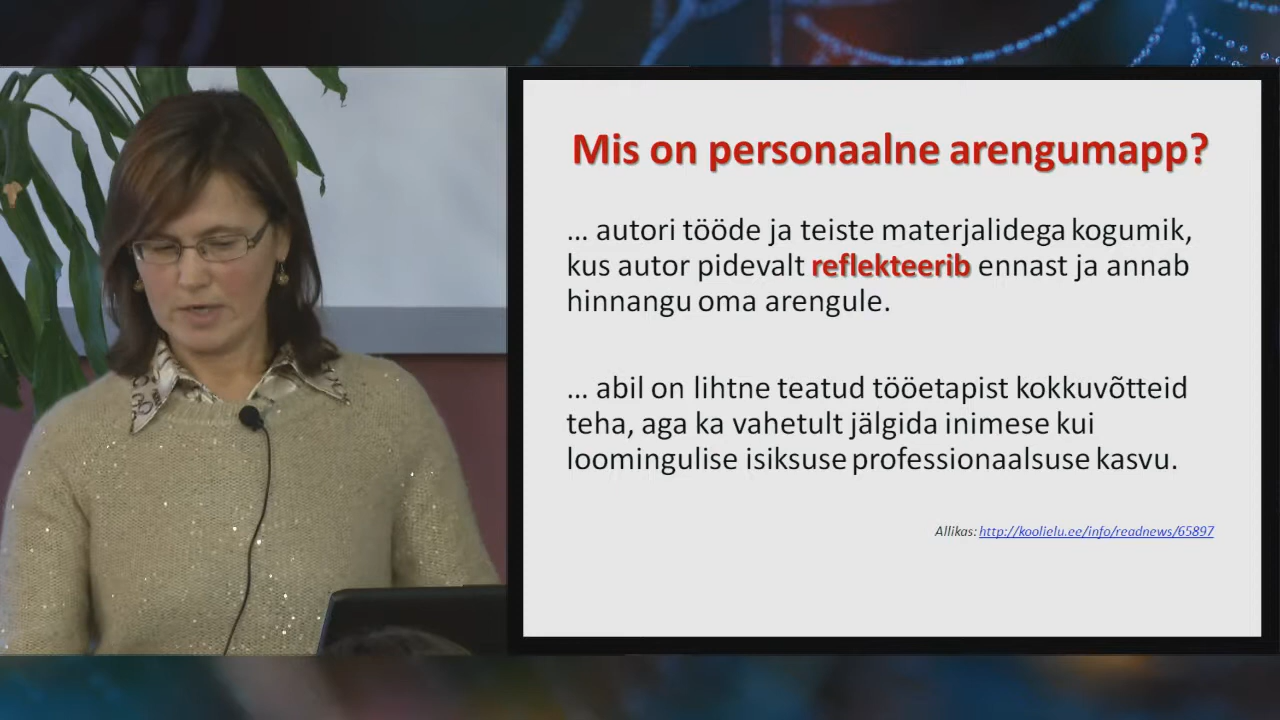 Mis on personaalne arengumapp?
... autori tööde ja teiste materjalidega kogumik,
kus autor pidevalt reflekteerib ennast ja annab
hinnangu oma arengule.
... abil on lihtne teatud tööetapist kokkuvõtteid
teha, aga ka vahetult jälgida inimese kui
loomingulise isiksuse professionaalsuse kasvu.
Allikas: http://koolielu.ee/info/readnews/65897